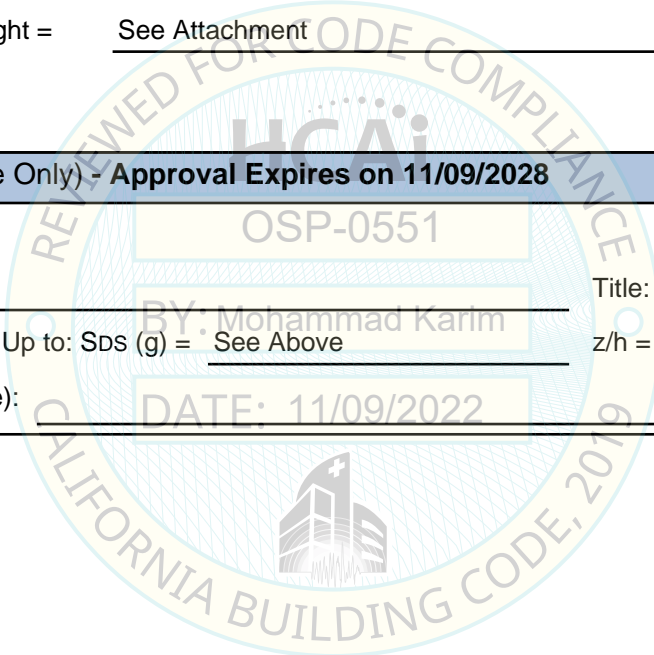 ght = See Attachment
REVIEWED FOR CODE COMPLIANCE
HCAi
e Only) - Approval Expires on 11/09/2028
OSP-0551
Title:
BY: Mohammad Karim
Up to: SDS (g) = See Above z/h =
e):
DATE: 11/09/2022
CALIFORNIA BUILDING CODE, 2019